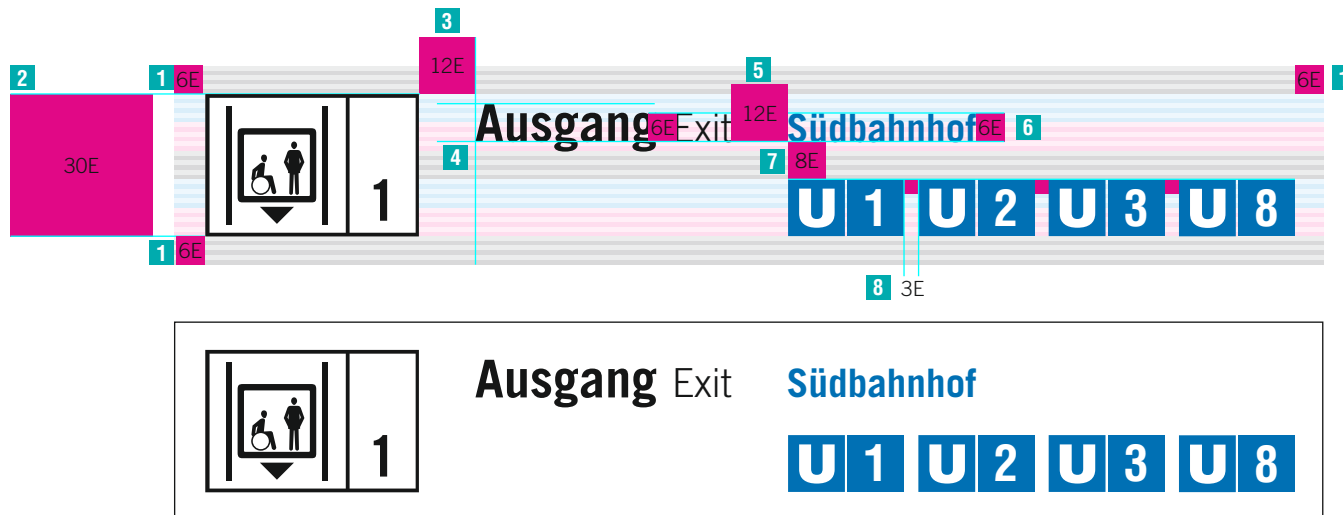 3
2 1 6E 12E 5 6E 1
30E 1 Ausgang 6E Exit 12E Südbahnhof 6E 6
4 7 8E
U 1 U 2 U 3 U 8
1 6E
8 3E
Ausgang Exit Südbahnhof
1 U 1 U 2 U 3 U 8